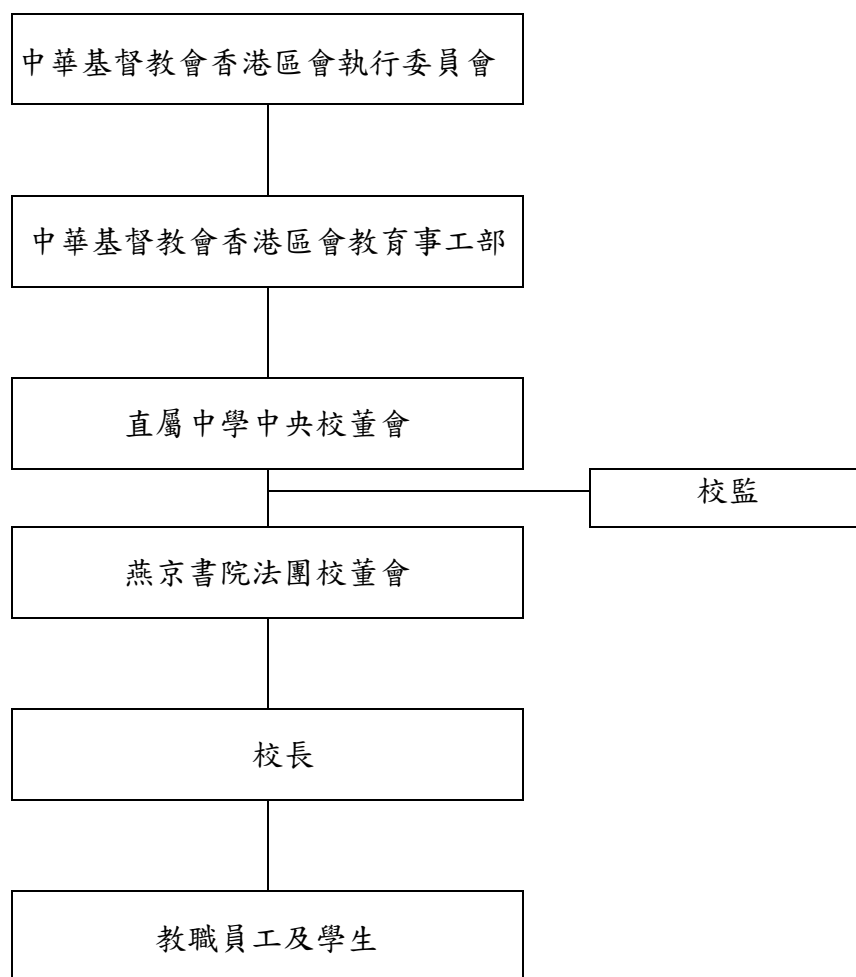 中華基督教會香港區會執行委員會
中華基督教會香港區會教育事工部
直屬中學中央校董會
校監
燕京書院法團校董會
校長
教職員工及學生